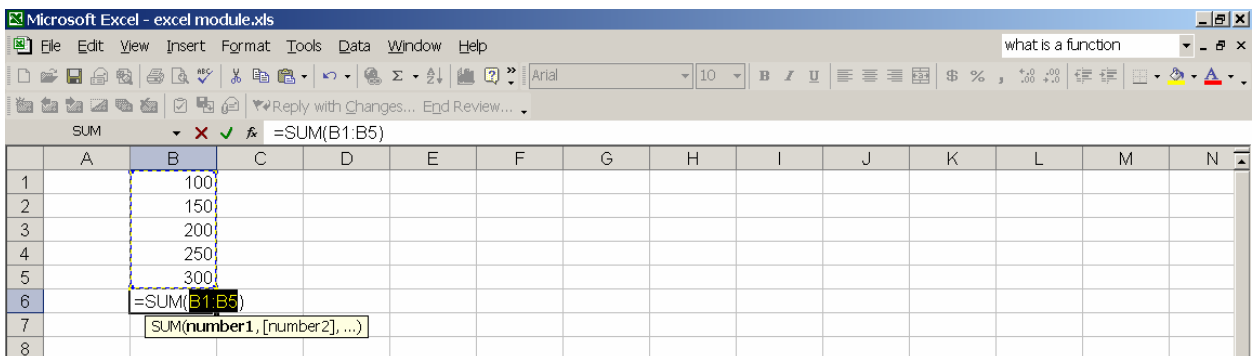 Microsoft Excel - excel module.xls
File Edit View Insert Format Tools Data Window Help what is a function
ABC Σ Arial 10 B I U $ % , A
Reply with Changes... End Review...
SUM fx =SUM(B1:B5)
A B C D E F G H I J K L M N
1 100
2 150
3 200
4 250
5 300
6 =SUM(B1:B5)
7 SUM(number1, [number2], ...)
8